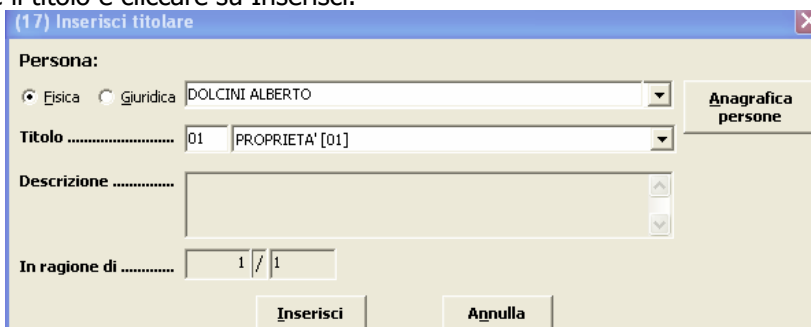 e il titolo e cliccare su Inserisci.
(17) Inserisci titolare
Persona:
Fisica Giuridica DOLCINI ALBERTO
Anagrafica persone
Titolo .......................... 01 PROPRIETA' [01]
Descrizione ...............
In ragione di ............. 1 / 1
Inserisci Annulla